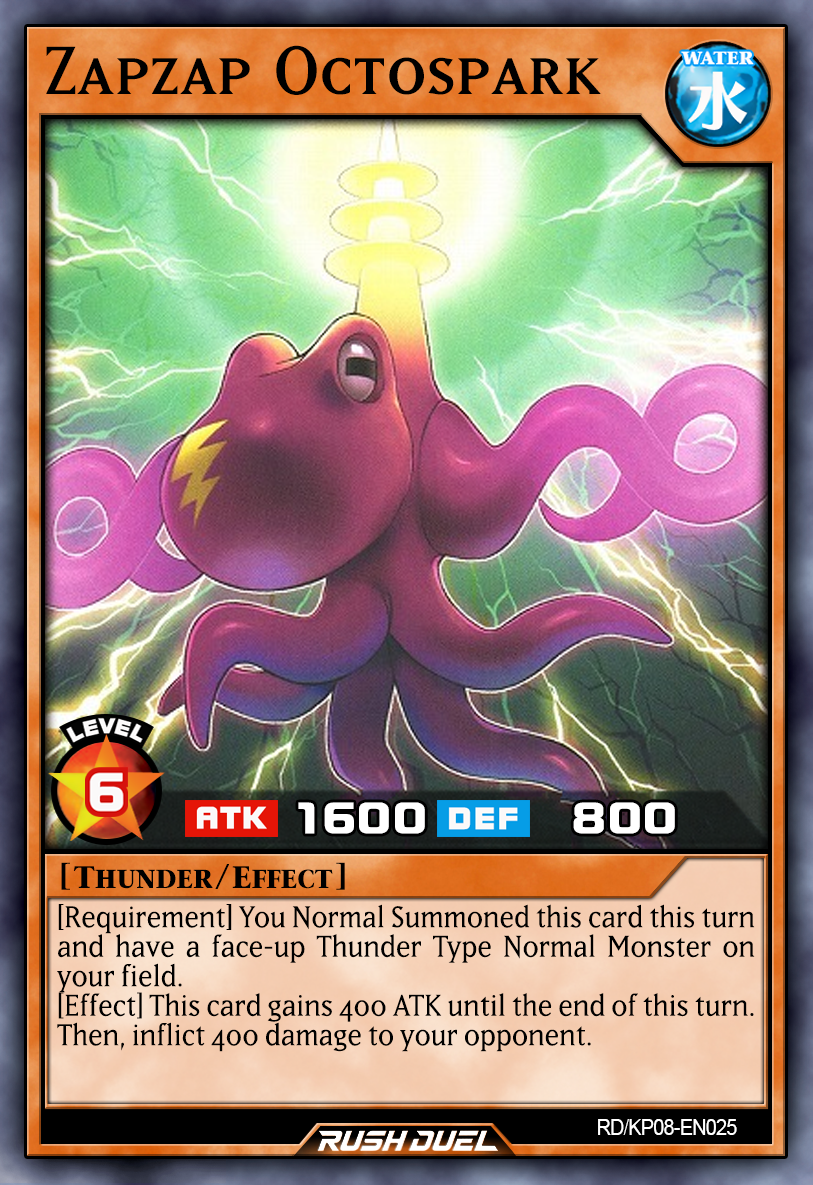 Zapzap Octospark
WATER
水
LEVEL
6
ATK 1600 DEF 800
[Thunder/Effect]
[Requirement] You Normal Summoned this card this turn
and have a face-up Thunder Type Normal Monster on
your field.
[Effect] This card gains 400 ATK until the end of this turn.
Then, inflict 400 damage to your opponent.
RUSH DUEL
RD/KP08-EN025